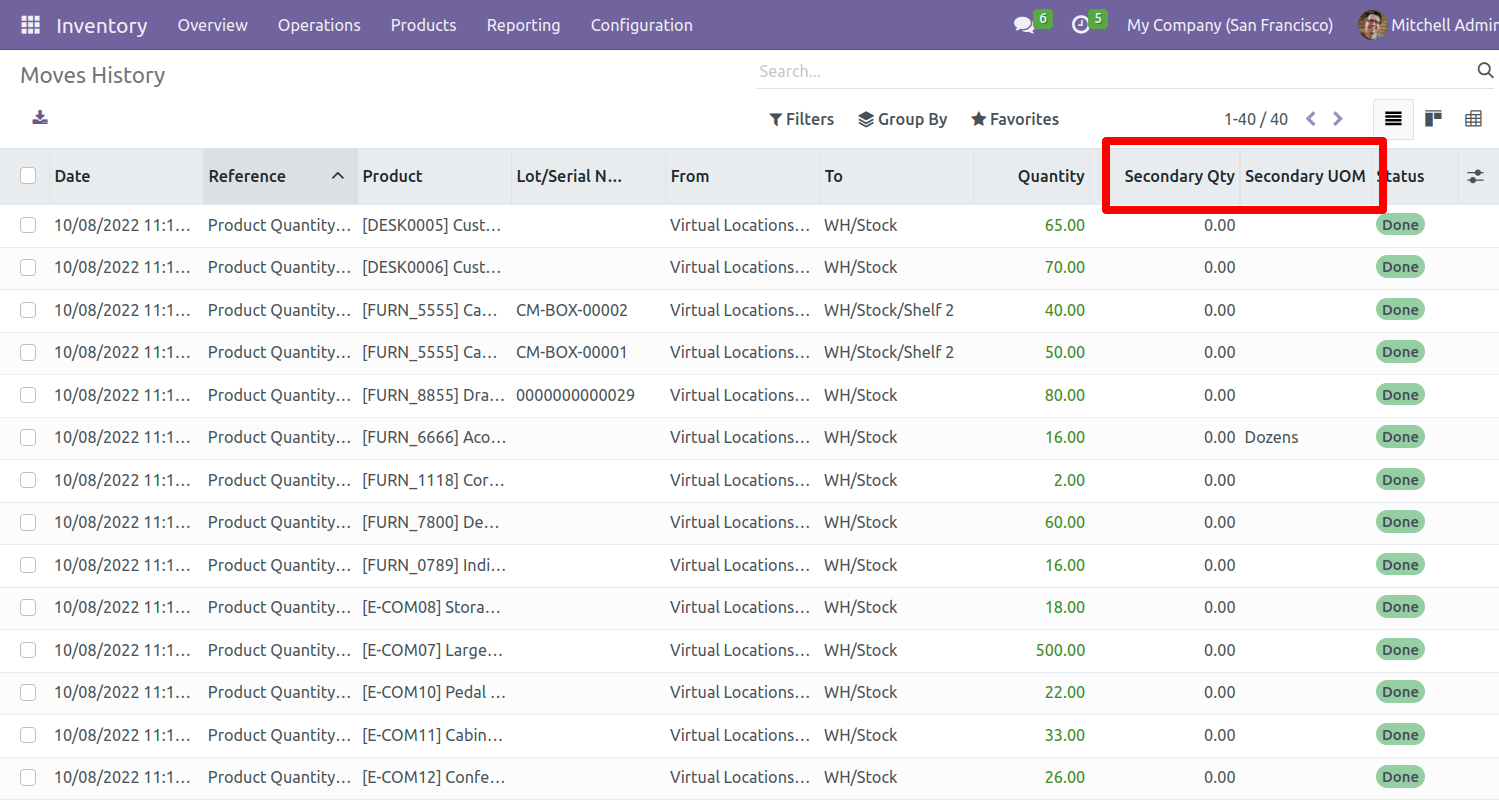 Inventory Overview Operations Products Reporting Configuration 6 5 My Company (San Francisco) Mitchell Admin
Moves History Search...
Filters Group By Favorites 1-40 / 40
Date Reference Product Lot/Serial N... From To Quantity Secondary Qty Secondary UOM Status
10/08/2022 11:1... Product Quantity... [DESK0005] Cust... Virtual Locations... WH/Stock 65.00 0.00 Done
10/08/2022 11:1... Product Quantity... [DESK0006] Cust... Virtual Locations... WH/Stock 70.00 0.00 Done
10/08/2022 11:1... Product Quantity... [FURN_5555] Ca... CM-BOX-00002 Virtual Locations... WH/Stock/Shelf 2 40.00 0.00 Done
10/08/2022 11:1... Product Quantity... [FURN_5555] Ca... CM-BOX-00001 Virtual Locations... WH/Stock/Shelf 2 50.00 0.00 Done
10/08/2022 11:1... Product Quantity... [FURN_8855] Dra... 0000000000029 Virtual Locations... WH/Stock 80.00 0.00 Done
10/08/2022 11:1... Product Quantity... [FURN_6666] Aco... Virtual Locations... WH/Stock 16.00 0.00 Dozens Done
10/08/2022 11:1... Product Quantity... [FURN_1118] Cor... Virtual Locations... WH/Stock 2.00 0.00 Done
10/08/2022 11:1... Product Quantity... [FURN_7800] De... Virtual Locations... WH/Stock 60.00 0.00 Done
10/08/2022 11:1... Product Quantity... [FURN_0789] Indi... Virtual Locations... WH/Stock 16.00 0.00 Done
10/08/2022 11:1... Product Quantity... [E-COM08] Stora... Virtual Locations... WH/Stock 18.00 0.00 Done
10/08/2022 11:1... Product Quantity... [E-COM07] Large... Virtual Locations... WH/Stock 500.00 0.00 Done
10/08/2022 11:1... Product Quantity... [E-COM10] Pedal ... Virtual Locations... WH/Stock 22.00 0.00 Done
10/08/2022 11:1... Product Quantity... [E-COM11] Cabin... Virtual Locations... WH/Stock 33.00 0.00 Done
10/08/2022 11:1... Product Quantity... [E-COM12] Confe... Virtual Locations... WH/Stock 26.00 0.00 Done